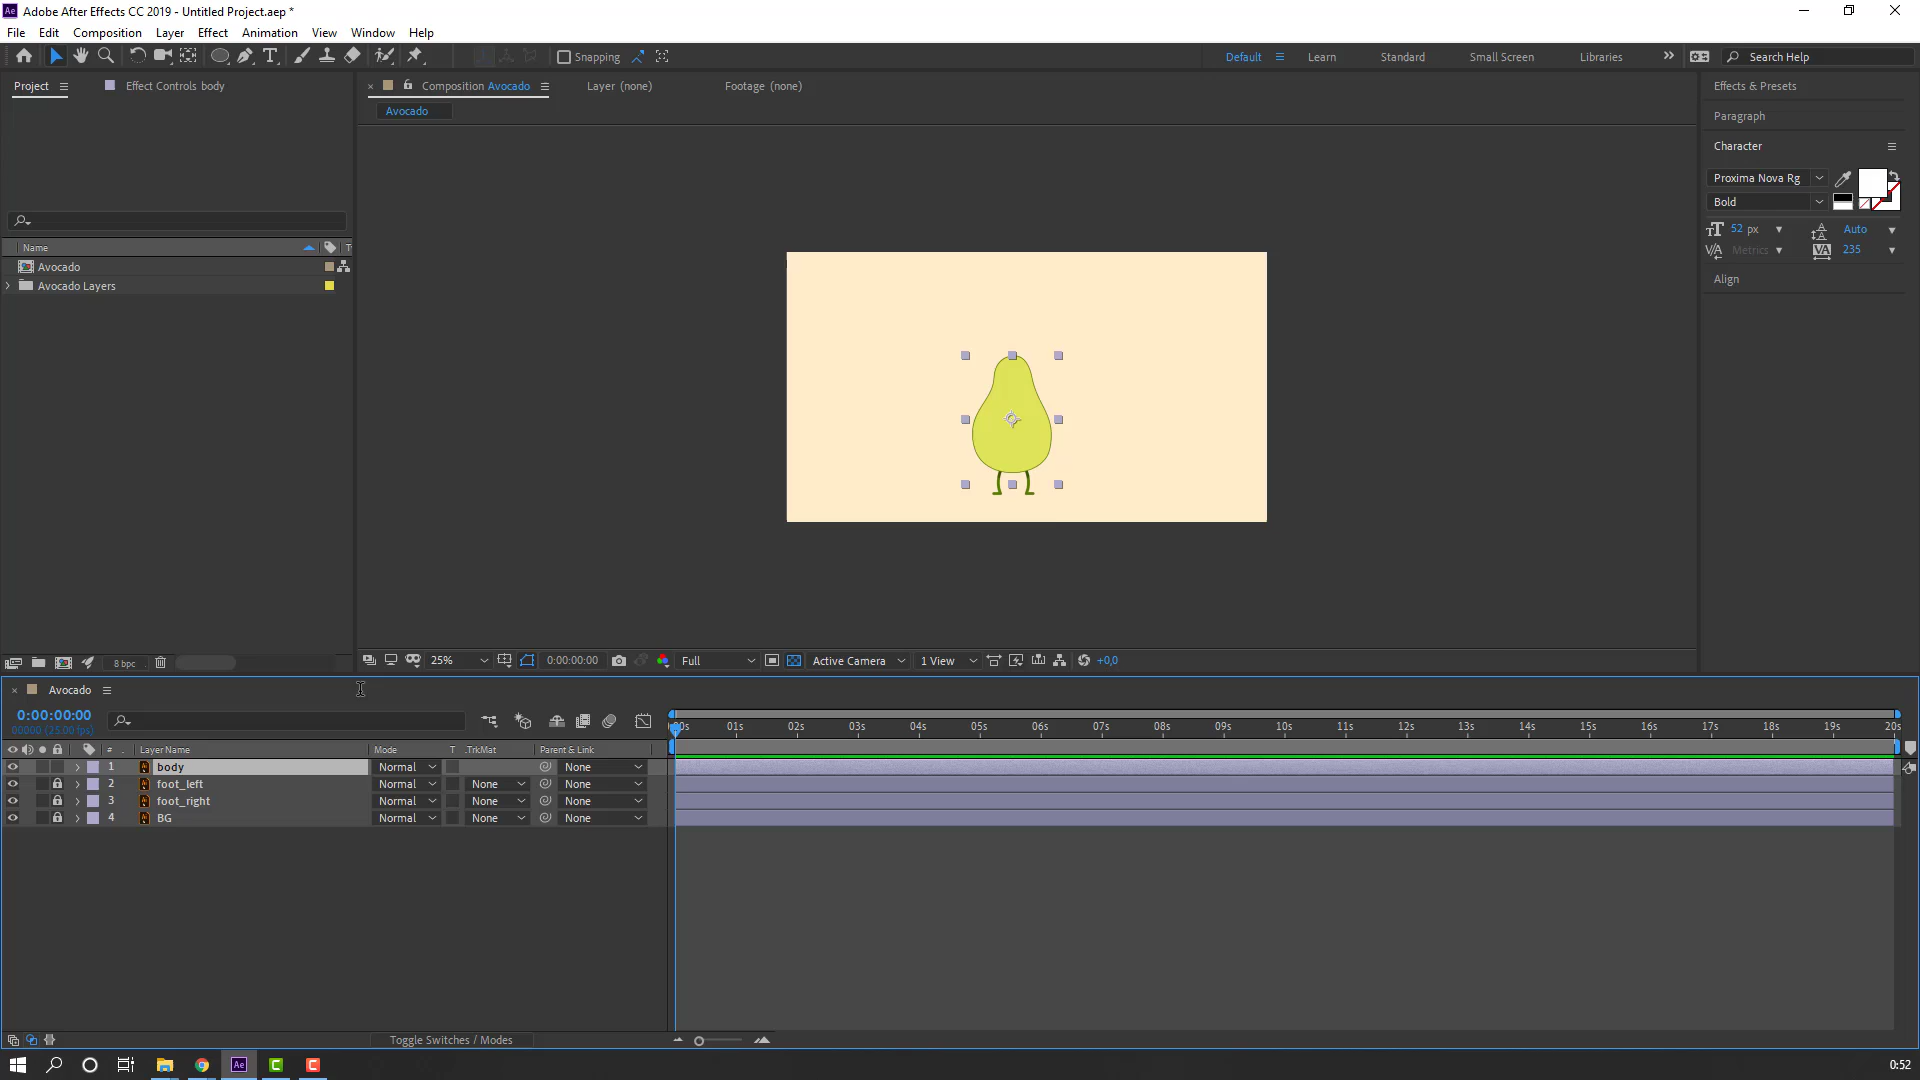 Ae Adobe After Effects CC 2019 - Untitled Project.aep *
File Edit Composition Layer Effect Animation View Window Help
Snapping Default Learn Standard Small Screen Libraries Search Help
Project Effect Controls body Composition Avocado Layer (none) Footage (none) Effects & Presets
Avocado
Paragraph
Character
Proxima Nova Rg
Bold
52 px Auto
Metrics 235
Align
Name T
Avocado
Avocado Layers
8 bpc 25% 0:00:00:00 Full Active Camera 1 View +0,0
Avocado
0:00:00:00
00000 (25.00 fps)
00s 01s 02s 03s 04s 05s 06s 07s 08s 09s 10s 11s 12s 13s 14s 15s 16s 17s 18s 19s 20s
# . Layer Name Mode T .TrkMat Parent & Link
1 body Normal None
2 foot_left Normal None None
3 foot_right Normal None None
4 BG Normal None None
Toggle Switches / Modes
Ae C C 0:52